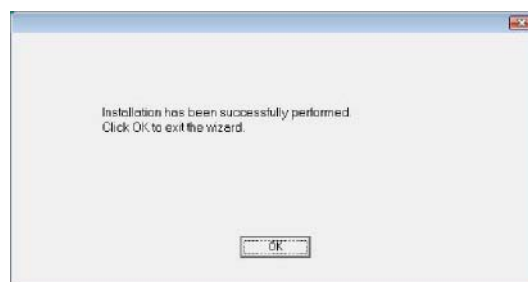 Installation has been successfully performed.
Click OK to exit the wizard.
OK